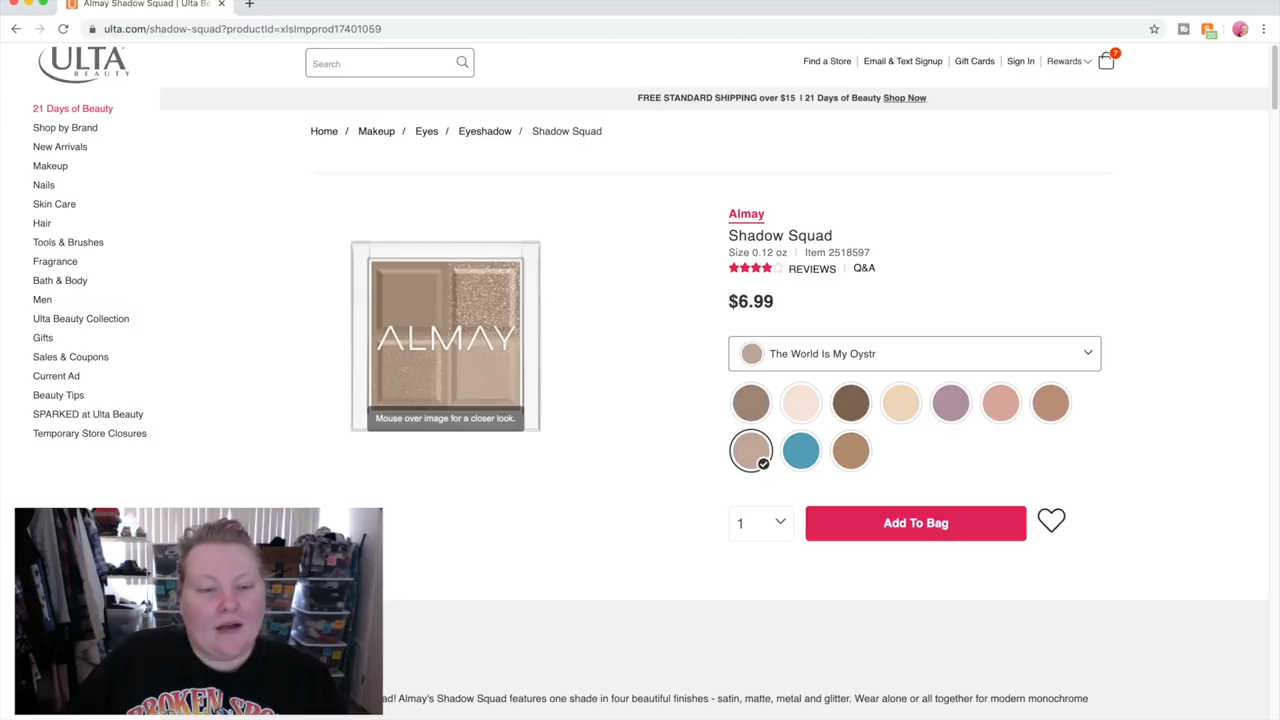 Almay Shadow Squad | Ulta Be
ulta.com/shadow-squad?productId=xlsImpprod17401059
20
ULTA
BEAUTY
Search
Find a Store | Email & Text Signup | Gift Cards | Sign In | Rewards
7
FREE STANDARD SHIPPING over $15 | 21 Days of Beauty Shop Now
21 Days of Beauty
Shop by Brand
New Arrivals
Makeup
Nails
Skin Care
Hair
Tools & Brushes
Fragrance
Bath & Body
Men
Ulta Beauty Collection
Gifts
Sales & Coupons
Current Ad
Beauty Tips
SPARKED at Ulta Beauty
Temporary Store Closures
Home / Makeup / Eyes / Eyeshadow / Shadow Squad
ALMAY
Mouse over image for a closer look.
Almay
Shadow Squad
Size 0.12 oz | Item 2518597
REVIEWS | Q&A
$6.99
The World Is My Oystr
1
Add To Bag
BROKEN
ad! Almay's Shadow Squad features one shade in four beautiful finishes - satin, matte, metal and glitter. Wear alone or all together for modern monochrome